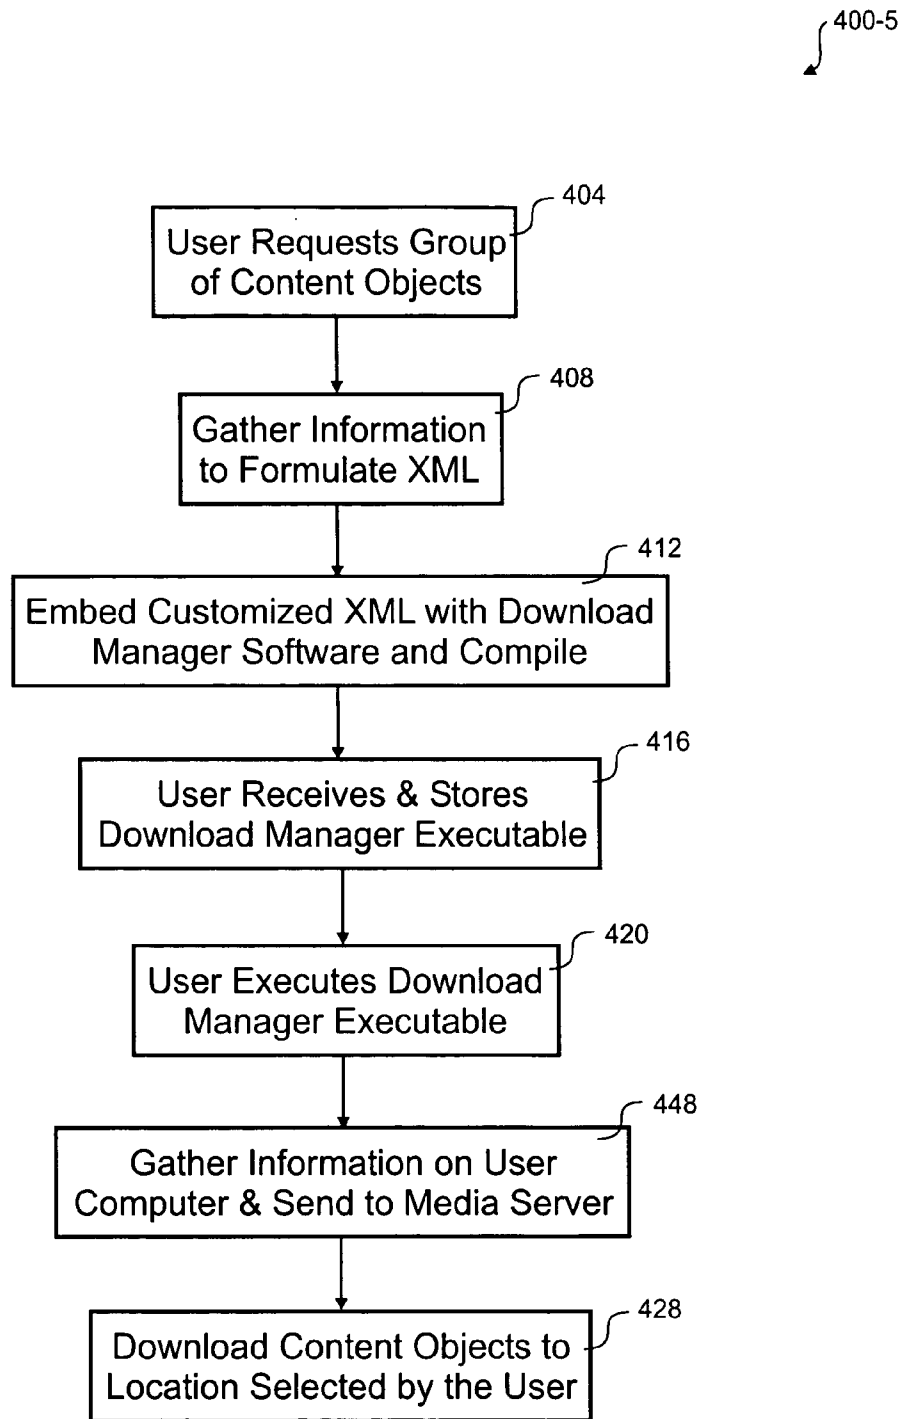 400-5
404
User Requests Group
of Content Objects
408
Gather Information
to Formulate XML
412
Embed Customized XML with Download
Manager Software and Compile
416
User Receives & Stores
Download Manager Executable
420
User Executes Download
Manager Executable
448
Gather Information on User
Computer & Send to Media Server
428
Download Content Objects to
Location Selected by the User